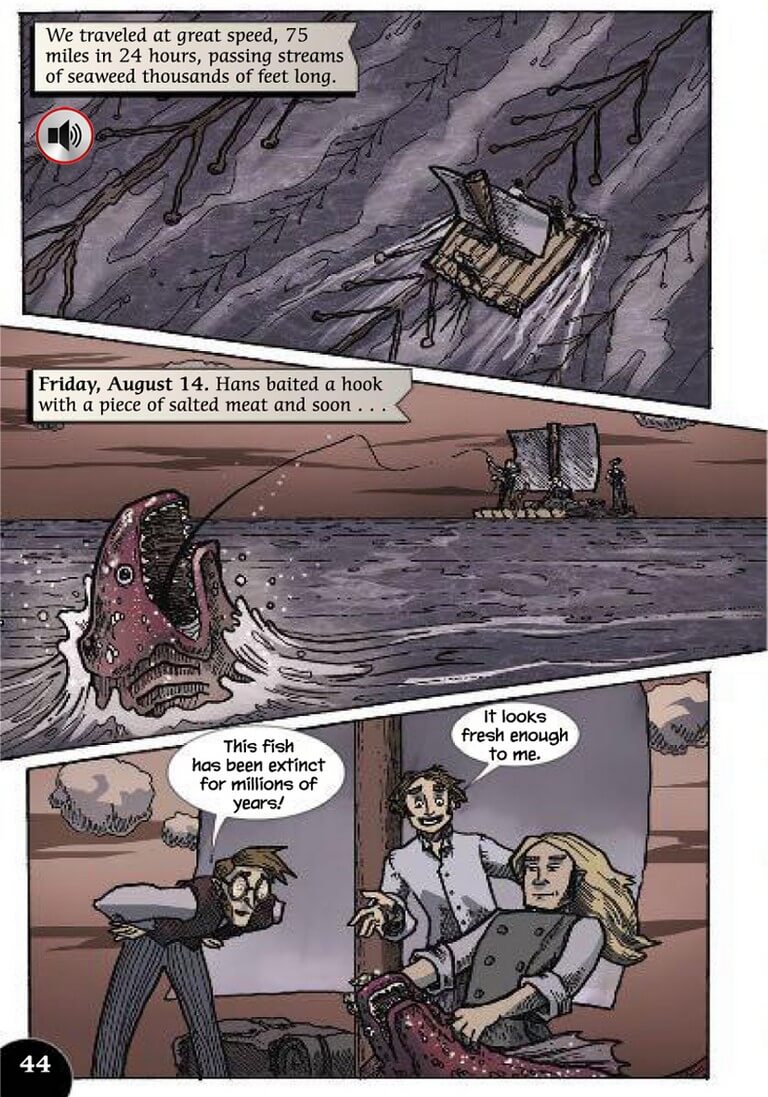 We traveled at great speed, 75
miles in 24 hours, passing streams
of seaweed thousands of feet long.
Friday, August 14. Hans baited a hook
with a piece of salted meat and soon . . .
This fish
has been extinct
for millions of
years!
It looks
fresh enough
to me.
44